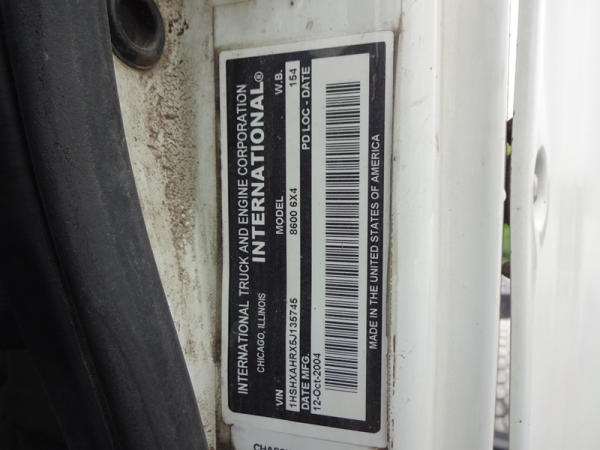 INTERNATIONAL TRUCK AND ENGINE CORPORATION
CHICAGO, ILLINOIS INTERNATIONAL®
VIN MODEL W.B.
1HSHXAHRX5J135745 8600 6X4 154
DATE MFG. PD LOC - DATE
12-Oct-2004
MADE IN THE UNITED STATES OF AMERICA